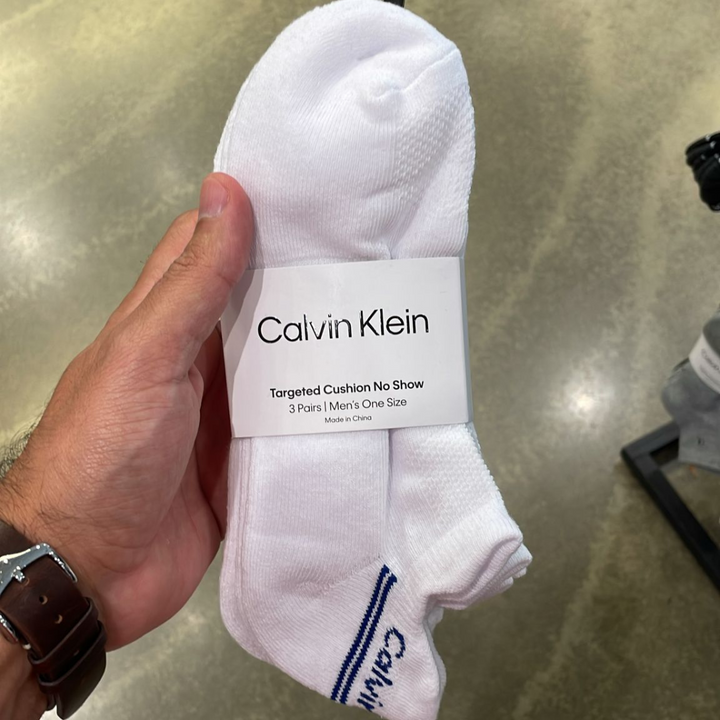 Calvin Klein
Targeted Cushion No Show
3 Pairs | Men's One Size
Made in China
Calvin